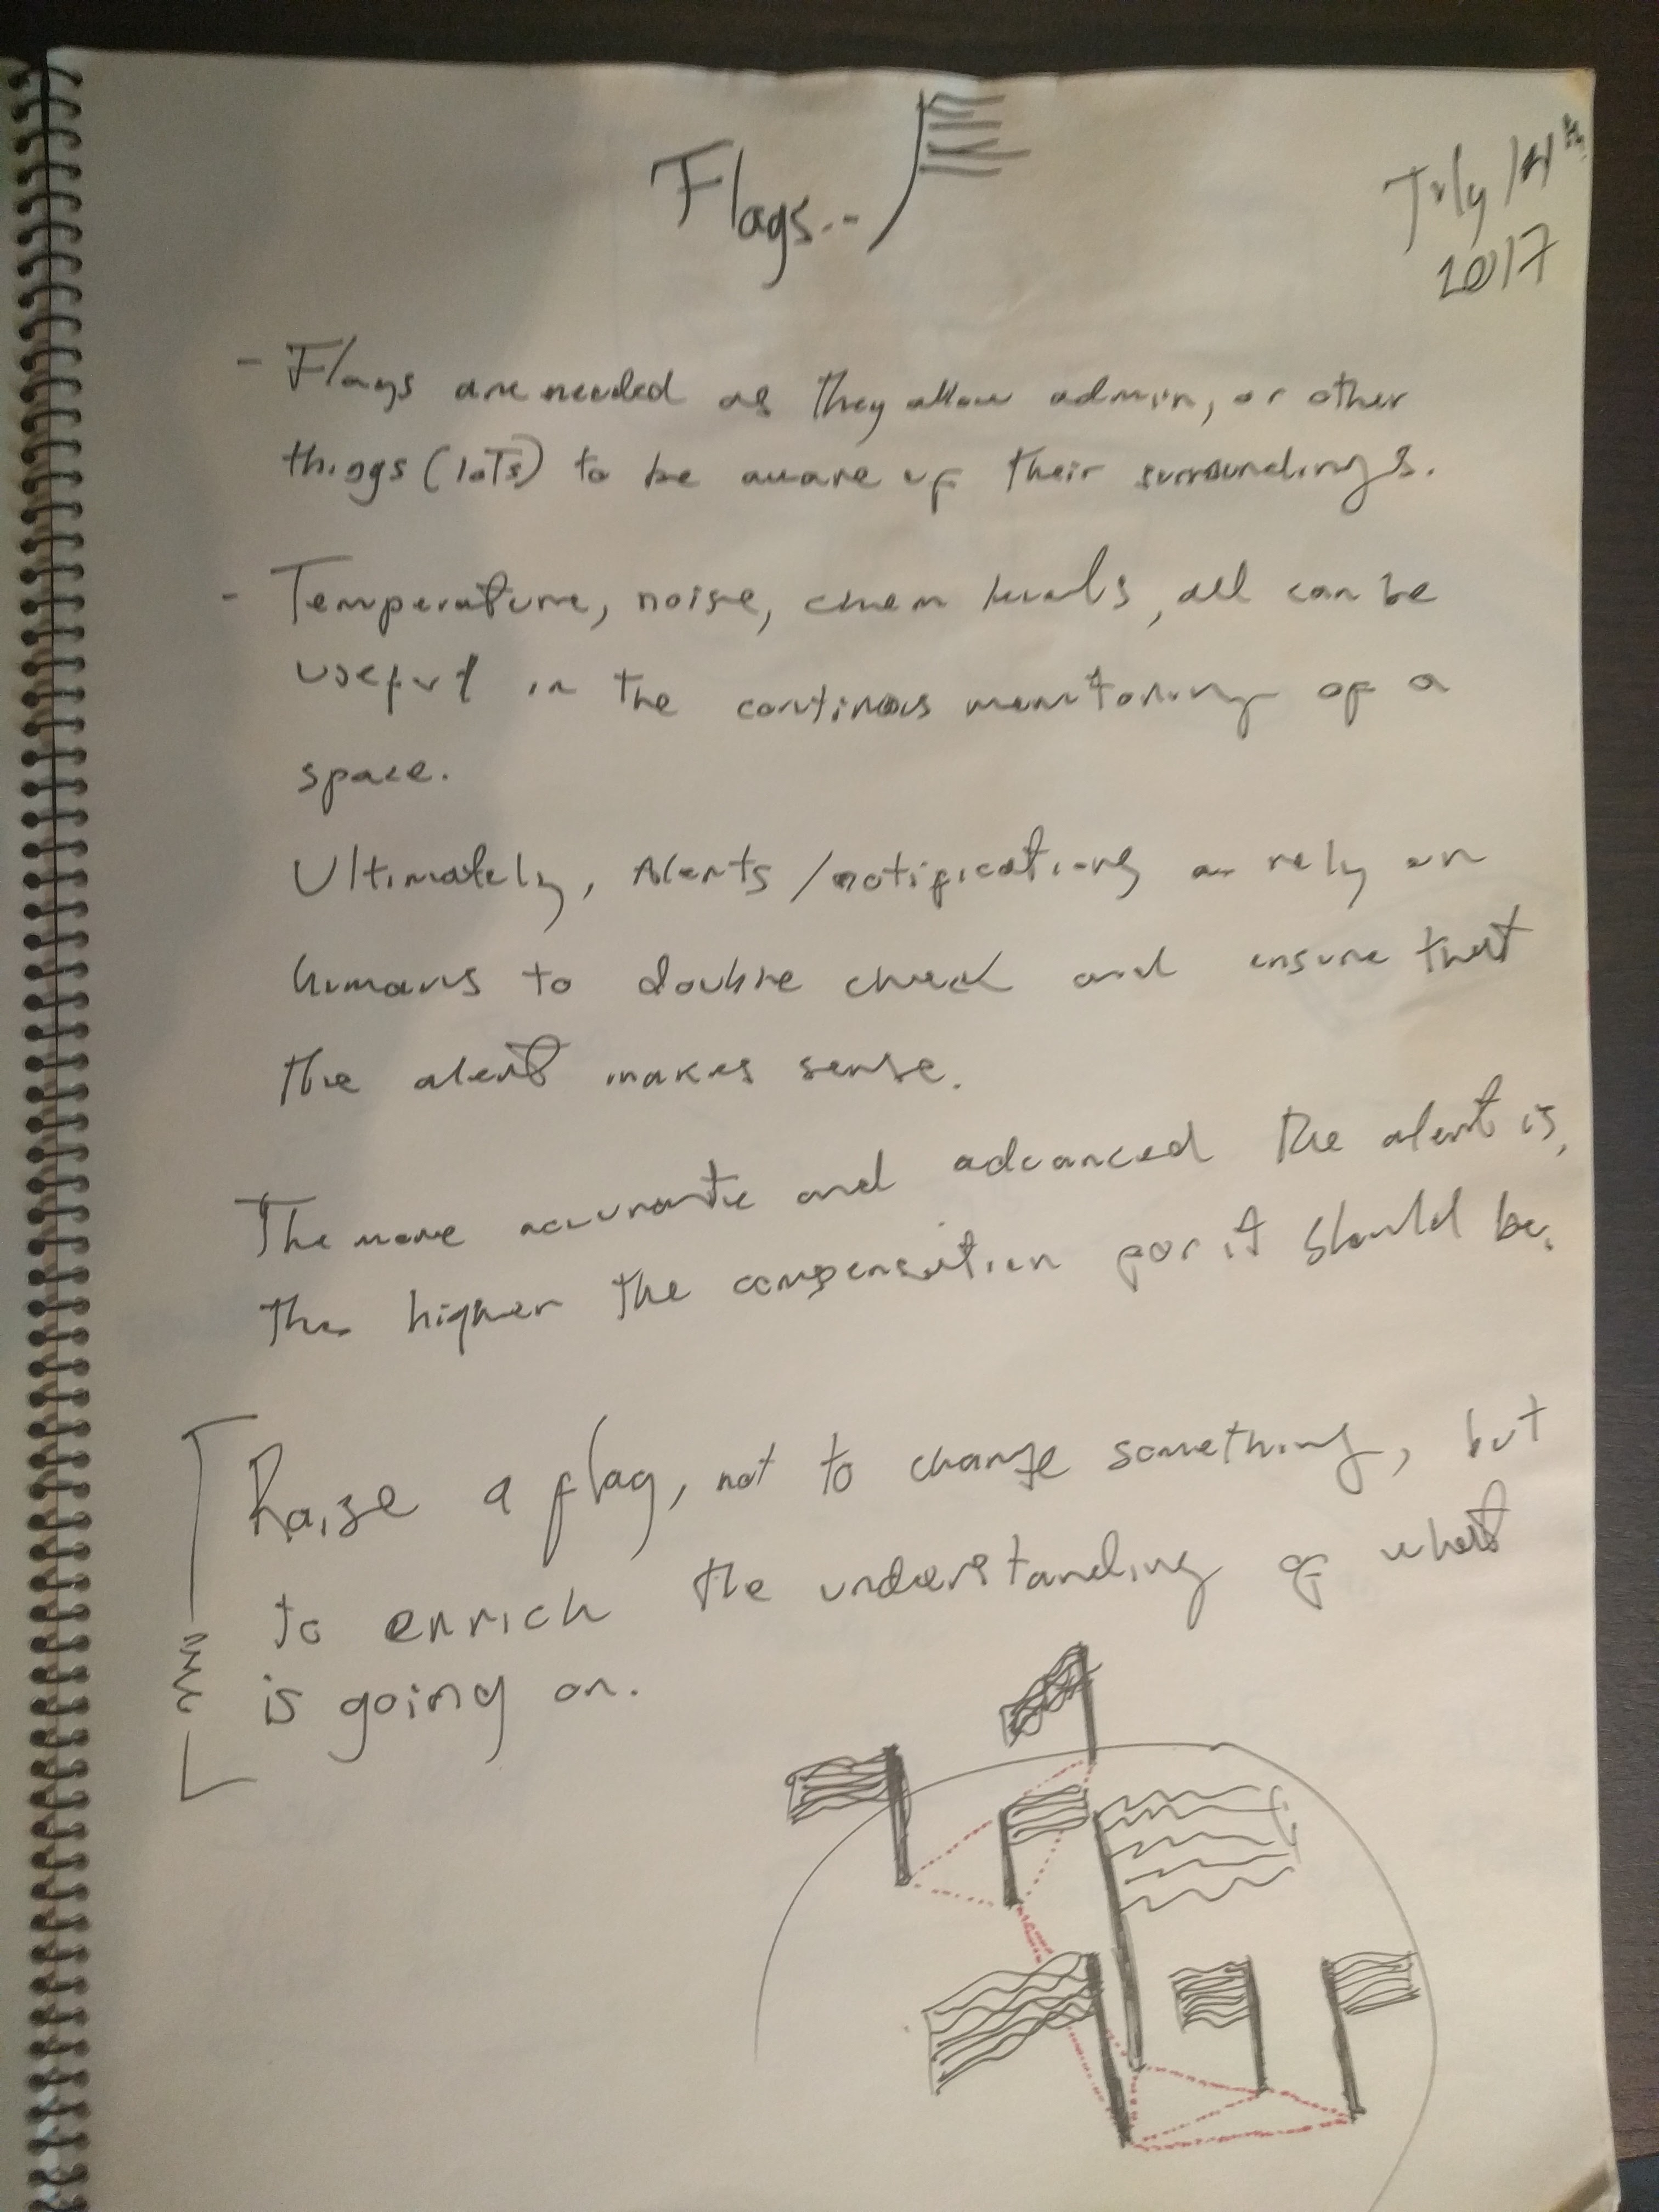 Flags...
July 14th
2017
- Flags are needed as they allow admin, or other
things (IoTs) to be aware of their surroundings.
- Temperature, noise, chem levels, all can be
useful in the continous monitoring of a
space.
Ultimately, Alerts / notifications rely on
humans to double check and ensure that
the alert makes sense.
The more accurate and advanced the alert is,
the higher the compensation for it should be.
Raise a flag, not to change something, but
to enrich the understanding of what
is going on.